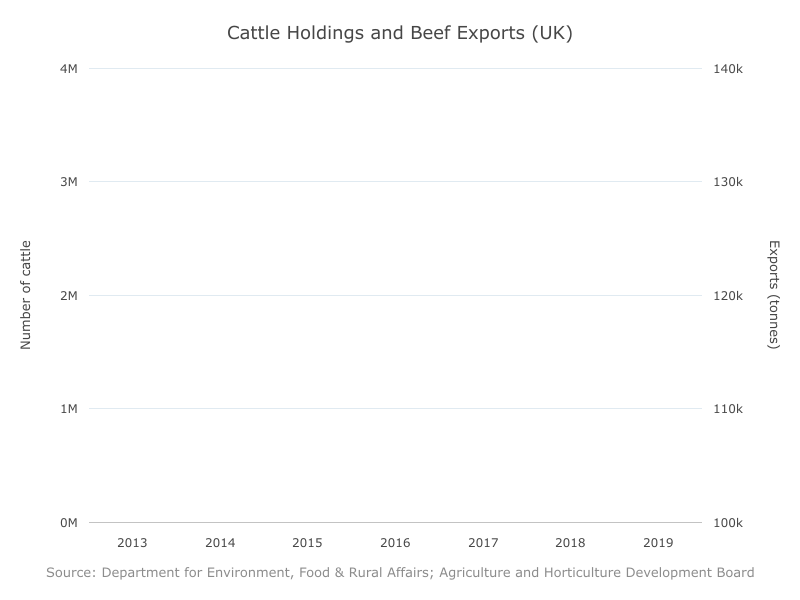 Cattle Holdings and Beef Exports (UK)
4M
140k
3M
130k
Number of cattle
Exports (tonnes)
2M
120k
1M
110k
0M
100k
2013 2014 2015 2016 2017 2018 2019
Source: Department for Environment, Food & Rural Affairs; Agriculture and Horticulture Development Board